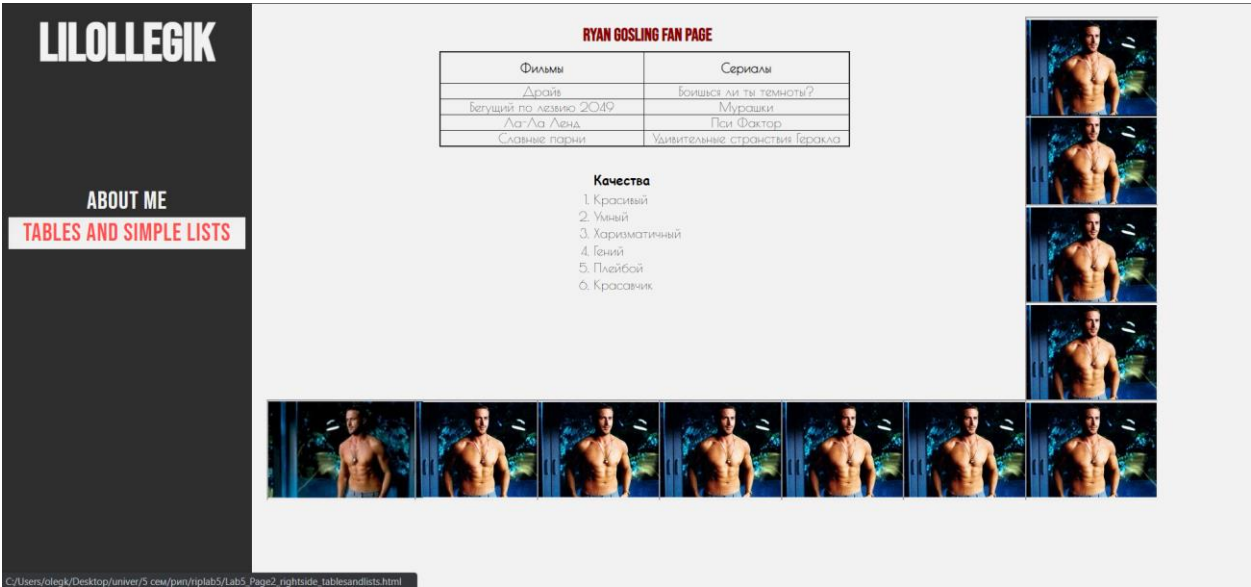 LILOLLEGIK
ABOUT ME
TABLES AND SIMPLE LISTS
RYAN GOSLING FAN PAGE
Фильмы Сериалы
Драйв Боишься ли ты темноты?
Бегущий по лезвию 2049 Мурашки
Ла-Ла Ленд Пси Фактор
Славные парни Удивительные странствия Геракла
Качества
1. Красивый
2. Умный
3. Харизматичный
4. Гений
5. Плейбой
6. Красавчик
C:/Users/olegk/Desktop/univer/5 сем/рип/riplab5/Lab5_Page2_rightside_tablesandlists.html